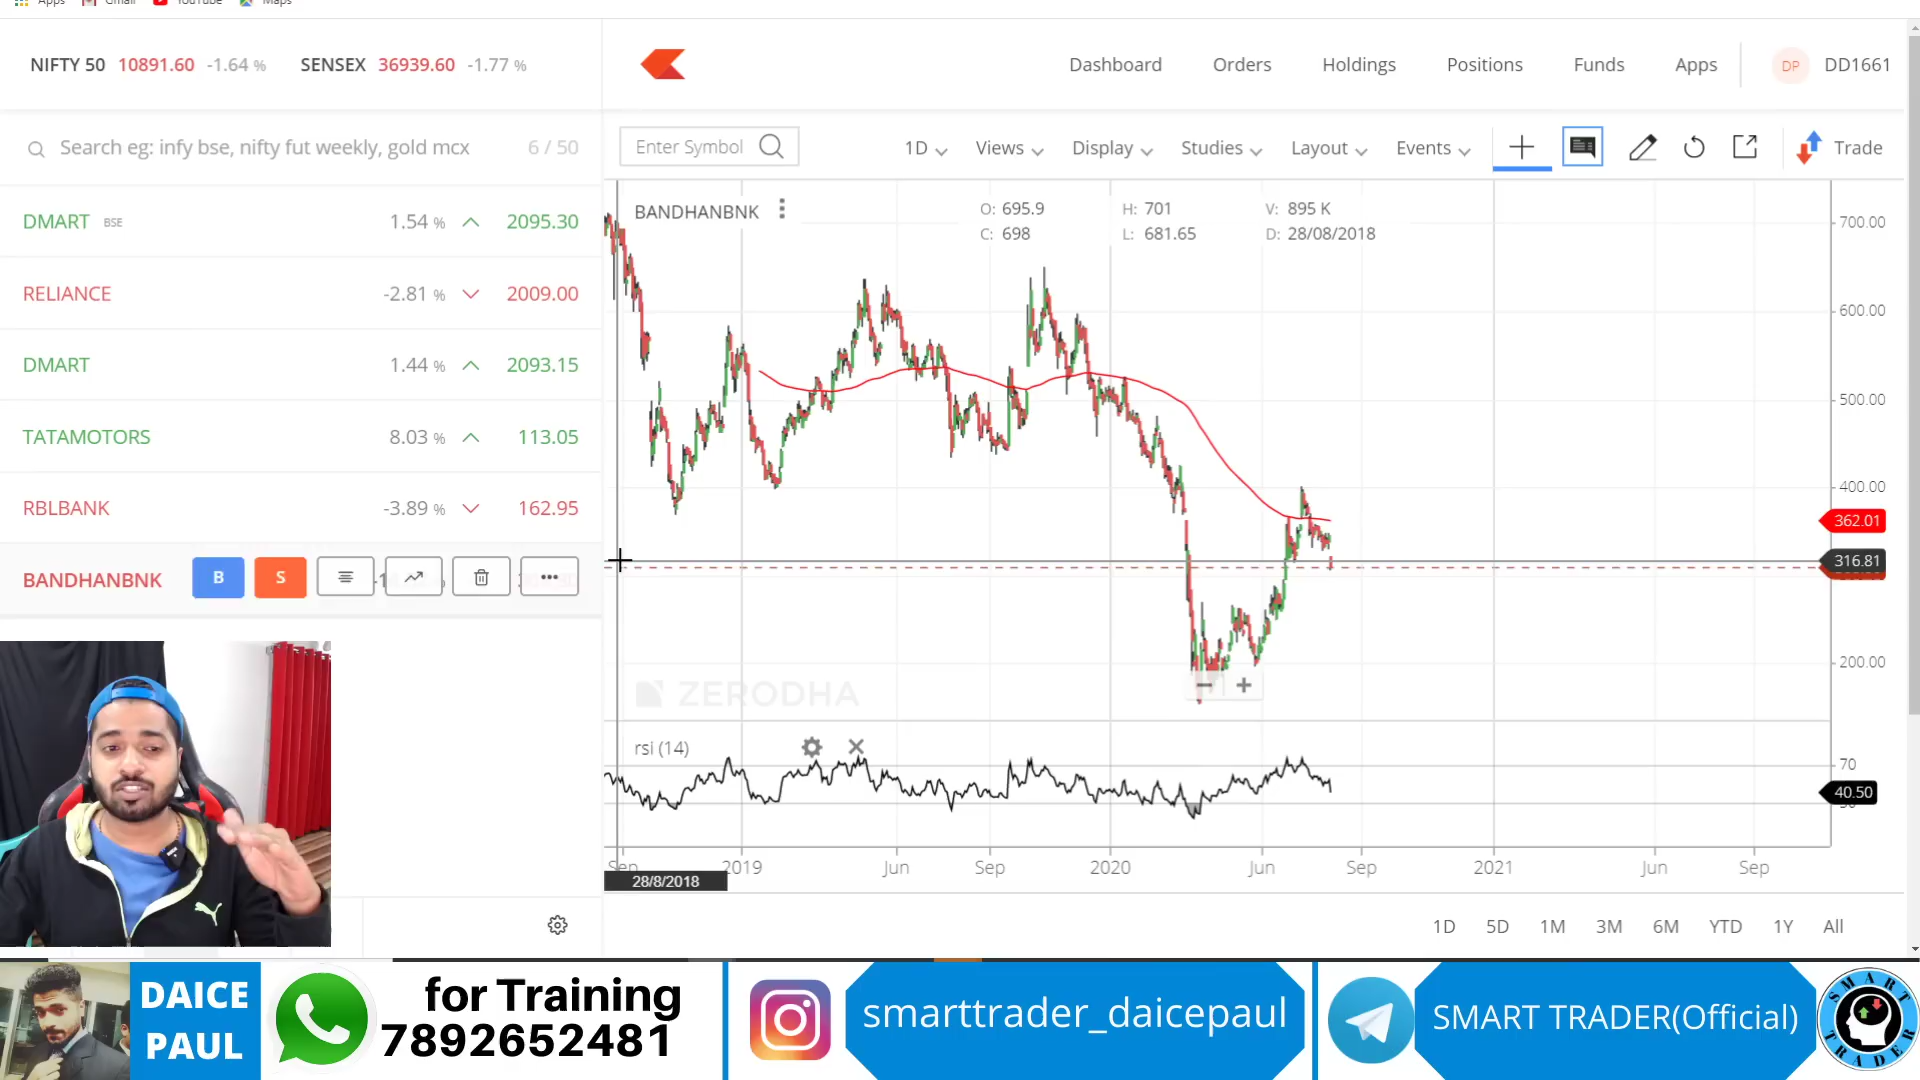 Apps Gmail YouTube Maps
NIFTY 50 10891.60 -1.64 % SENSEX 36939.60 -1.77 %
Dashboard Orders Holdings Positions Funds Apps DP DD1661
Search eg: infy bse, nifty fut weekly, gold mcx 6 / 50
Enter Symbol 1D Views Display Studies Layout Events Trade
DMART BSE 1.54 % 2095.30
RELIANCE -2.81 % 2009.00
DMART 1.44 % 2093.15
TATAMOTORS 8.03 % 113.05
RBLBANK -3.89 % 162.95
BANDHANBNK B S
BANDHANBNK O: 695.9 H: 701 V: 895 K
C: 698 L: 681.65 D: 28/08/2018
700.00
600.00
500.00
400.00
362.01
316.81
200.00
ZERODHA
rsi (14)
70
40.50
Sep 2019 Jun Sep 2020 Jun Sep 2021 Jun Sep
28/8/2018
1D 5D 1M 3M 6M YTD 1Y All
DAICE
PAUL
for Training
7892652481
smarttrader_daicepaul
SMART TRADER(Official)
SMART
TRADER